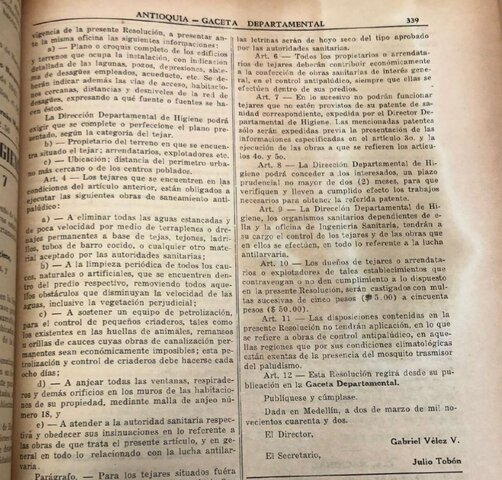 ANTIOQUIA — GACETA DEPARTAMENTAL
339
vigencia de la presente Resolución, a presentar an-
te la misma oficina las siguientes informaciones:
a) — Plano o croquis completo de los edificios
y terrenos que ocupa la instalación, con indicación
detallada de las lagunas, pozos, depresiones, siste-
ma de desagües empleados, acueducto, etc. Se de-
berán indicar además las vías de acceso, habitacio-
nes cercanas, distancias y desniveles de la red de
desagües, expresando a qué fuente o fuentes se ha-
cen éstos.
La Dirección Departamental de Higiene podrá
exigir que se complete o perfeccione el plano pre-
sentado, según la categoría del tejar.
b) — Propietario del terreno en que se encuen-
tra situado el tejar; arrendatarios, explotadores etc.
c) — Ubicación; distancia del perímetro urba-
no más cercano o de los centros poblados.
Art. 4 — Los tejares que se encuentren en las
condiciones del artículo anterior, están obligados a
ejecutar las siguientes obras de saneamiento anti-
palúdico:
a) — A eliminar todas las aguas estancadas y
de poca velocidad por medio de terraplenes o dre-
najes permanentes a base de tejas, tejones, ladri-
llos, tubos de barro cocido, o cualquier otro mate-
rial aceptado por las autoridades sanitarias;
b) — A la limpieza periódica de todos los cau-
ces, naturales o artificiales, que se encuentren den-
tro del predio respectivo, removiendo todos aque-
llos obstáculos que disminuyan la velocidad de las
aguas, inclusive la vegetación perjudicial;
c) — A sostener un equipo de petrolización,
para el control de pequeños criaderos, tales como
los existentes en las huellas de animales, remansos
u orillas de cauces cuyas obras de canalización per-
manentes sean económicamente imposibles; esta pe-
trolización y control de criaderos debe hacerse cada
ocho días;
d) — A anjear todas las ventanas, respirade-
ros y demás orificios en los muros de las habitacio-
nes de su propiedad, mediante malla de anjeo nú-
mero 18, y
e) — A atender a la autoridad sanitaria respec-
tiva y obedecer sus insinuaciones en lo referente a
las obras de que trata el presente artículo, y en ge-
neral en todo lo relacionado con la lucha antilar-
varia.
Parágrafo. — Para los tejares situados fuéra
las letrinas serán de hoyo seco del tipo aprobado
por las autoridades sanitarias.
Art. 6 — Todos los propietarios o arrendata-
rios de tejares deberán contribuír económicamente
a la confección de obras sanitarias de interés gene-
ral, en el control antipalúdico, siempre que ellas se
efectúen dentro de sus predios.
Art. 7 — En lo sucesivo no podrán funcionar
tejares que no estén provistos de su patente de sa-
nidad correspondiente, expedida por el Director De-
partamental de Higiene. Las mencionadas patentes
sólo serán expedidas previa la presentación de las
informaciones especificadas en el artículo 3o. y la
ejecución de las obras a que se refieren los artícu-
los 4o. y 5o.
Art. 8 — La Dirección Departamental de Hi-
giene podrá conceder a los interesados, un plazo
prudencial no mayor de dos (2) meses, para que
verifiquen y lleven a cumplido efecto los trabajos
necesarios para obtener la referida patente.
Art. 9 — La Dirección Departamental de Hi-
giene, los organismos sanitarios dependientes de e-
lla y la oficina de Ingeniería Sanitaria, tendrán a
su cargo el control de los tejares y de las obras que
en ellos se efectúen, en todo lo referente a la lucha
antilarvaria.
Art. 10 — Los dueños de tejares o arrendata-
rios o explotadores de tales establecimientos que
contravengan o no den cumplimiento a lo dispuesto
en la presente Resolución, serán castigados con mul-
tas sucesivas de cinco pesos ($ 5.00) a cincuenta
pesos ($ 50.00).
Art. 11 — Las disposiciones contenidas en la
presente Resolución no tendrán aplicación, en lo que
se refiere a obras de control antipalúdico, en aque-
llas regiones que por sus condiciones climatológicas
están exentas de la presencia del mosquito trasmisor
del paludismo.
Art. 12 — Esta Resolución regirá desde su pu-
blicación en la Gaceta Departamental.
Publíquese y cúmplase.
Dada en Medellín, a dos de marzo de mil no-
vecientos cuarenta y dos.
El Director,
Gabriel Vélez V.
El Secretario,
Julio Tobón